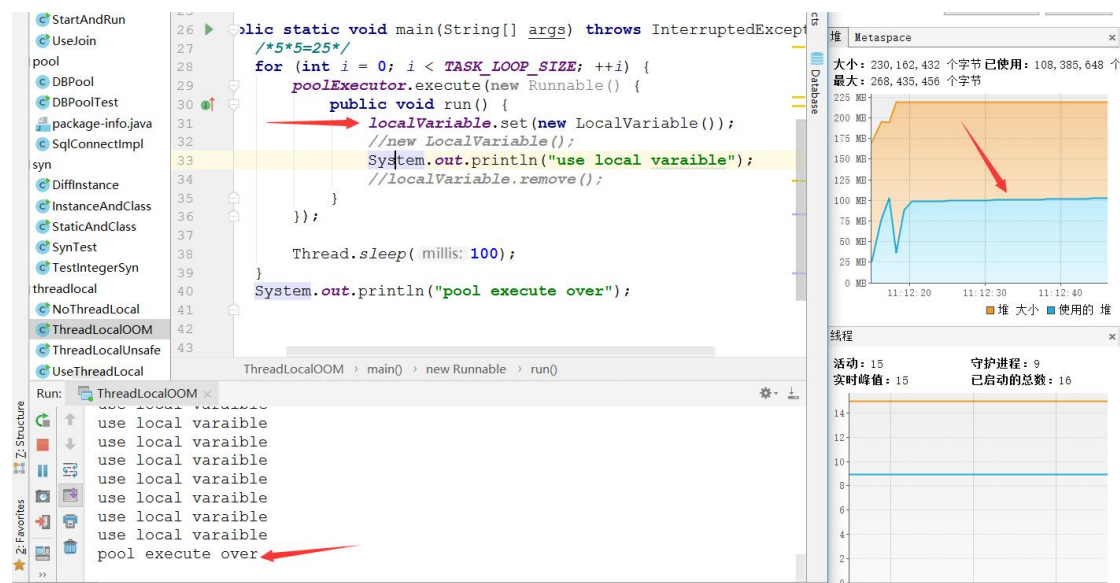 StartAndRun
UseJoin
pool
DBPool
DBPoolTest
package-info.java
SqlConnectImpl
syn
DiffInstance
InstanceAndClass
StaticAndClass
SynTest
TestIntegerSyn
threadlocal
NoThreadLocal
ThreadLocalOOM
ThreadLocalUnsafe
UseThreadLocal
26 blic static void main(String[] args) throws InterruptedExcept
27 /*5*5=25*/
28 for (int i = 0; i < TASK_LOOP_SIZE; ++i) {
29 poolExecutor.execute(new Runnable() {
30 public void run() {
31 localVariable.set(new LocalVariable());
32 //new LocalVariable();
33 System.out.println("use local varaible");
34 //localVariable.remove();
35 }
36 });
37
38 Thread.sleep( millis: 100);
39 }
40 System.out.println("pool execute over");
41
42
43
ThreadLocalOOM › main() › new Runnable › run()
Run: ThreadLocalOOM ×
use local varaible
use local varaible
use local varaible
use local varaible
use local varaible
use local varaible
use local varaible
pool execute over
Z: Structure
2: Favorites
Database
堆 Metaspace
大小: 230,162,432 个字节 已使用: 108,385,648 个
最大: 268,435,456 个字节
225 MB
200 MB
175 MB
150 MB
125 MB
100 MB
75 MB
50 MB
25 MB
0 MB
11:12:20 11:12:30 11:12:40
堆 大小 使用的 堆
线程
活动: 15 守护进程: 9
实时峰值: 15 已启动的总数: 16
14
12
10
8
6
4
2